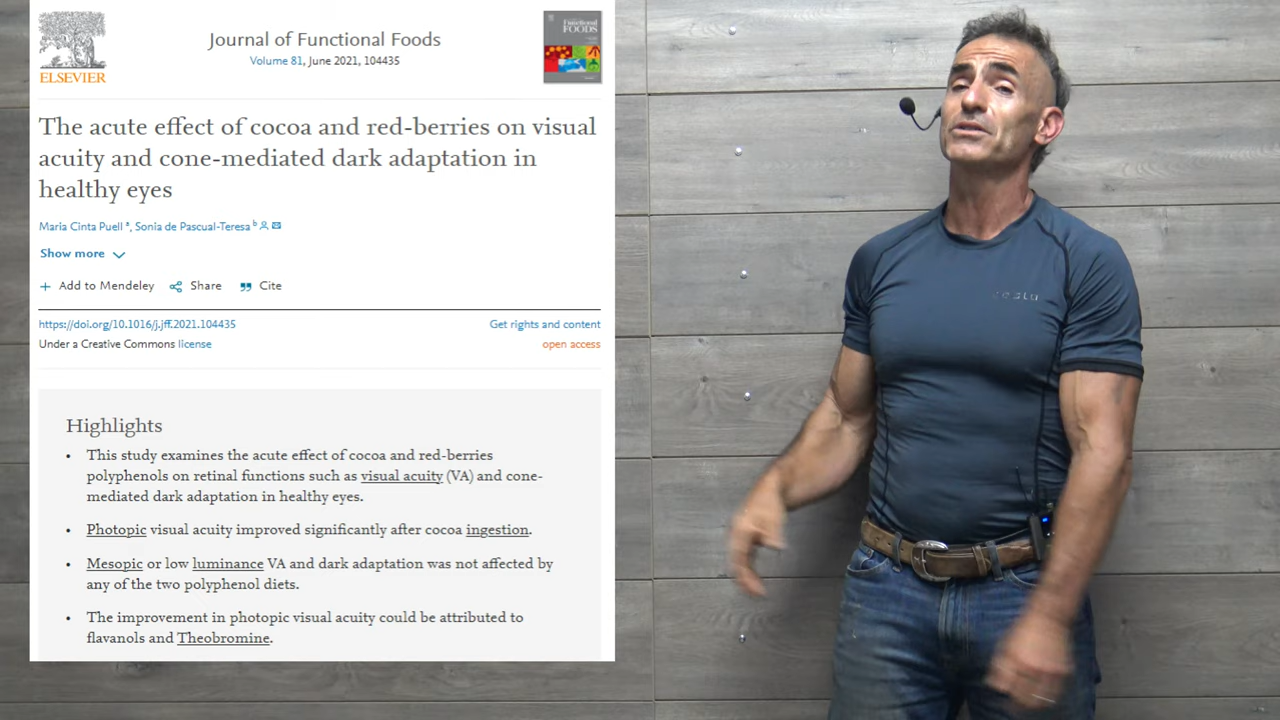 ELSEVIER
Journal of Functional Foods
Volume 81, June 2021, 104435
Functional
FOODS
The acute effect of cocoa and red-berries on visual
acuity and cone-mediated dark adaptation in
healthy eyes
Maria Cinta Puell ª, Sonia de Pascual-Teresa ᵇ
Show more
Add to Mendeley
Share
Cite
https://doi.org/10.1016/j.jff.2021.104435
Get rights and content
Under a Creative Commons license
open access
Highlights
• This study examines the acute effect of cocoa and red-berries
polyphenols on retinal functions such as visual acuity (VA) and cone-
mediated dark adaptation in healthy eyes.
• Photopic visual acuity improved significantly after cocoa ingestion.
• Mesopic or low luminance VA and dark adaptation was not affected by
any of the two polyphenol diets.
• The improvement in photopic visual acuity could be attributed to
flavanols and Theobromine.